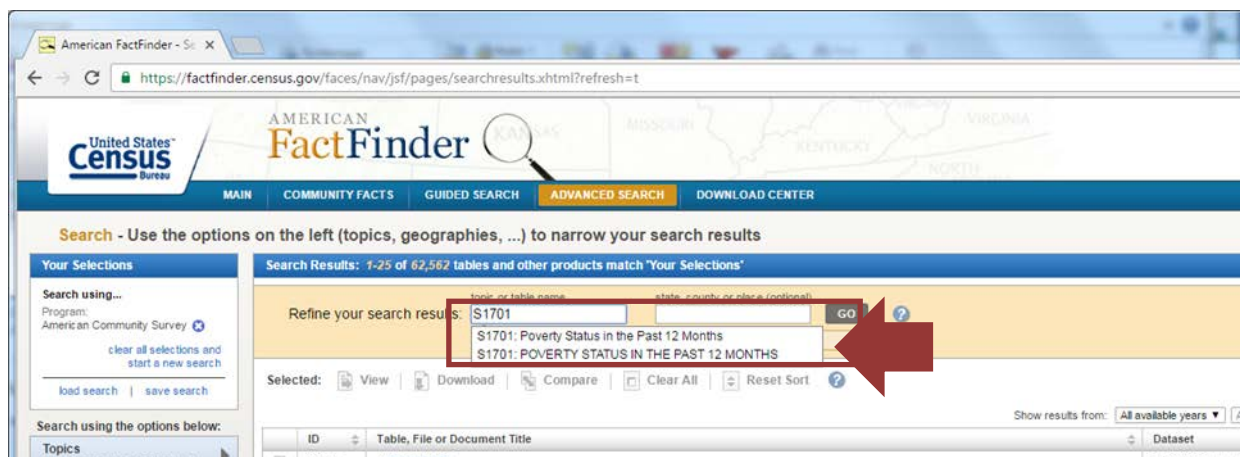 American FactFinder - Se
https://factfinder.census.gov/faces/nav/jsf/pages/searchresults.xhtml?refresh=t
United States™
Census
Bureau
AMERICAN
FactFinder
KANSAS
MISSOURI
KENTUCKY
VIRGINIA
NORTH
MAIN COMMUNITY FACTS GUIDED SEARCH ADVANCED SEARCH DOWNLOAD CENTER
Search - Use the options on the left (topics, geographies, ...) to narrow your search results
Your Selections
Search using...
Program:
American Community Survey
clear all selections and
start a new search
load search | save search
Search using the options below:
Topics
Search Results: 1-25 of 62,562 tables and other products match "Your Selections"
topic or table name state, county or place (optional)
Refine your search results: S1701 GO
S1701: Poverty Status in the Past 12 Months
S1701: POVERTY STATUS IN THE PAST 12 MONTHS
Selected: View | Download | Compare | Clear All | Reset Sort
Show results from: All available years
ID Table, File or Document Title Dataset